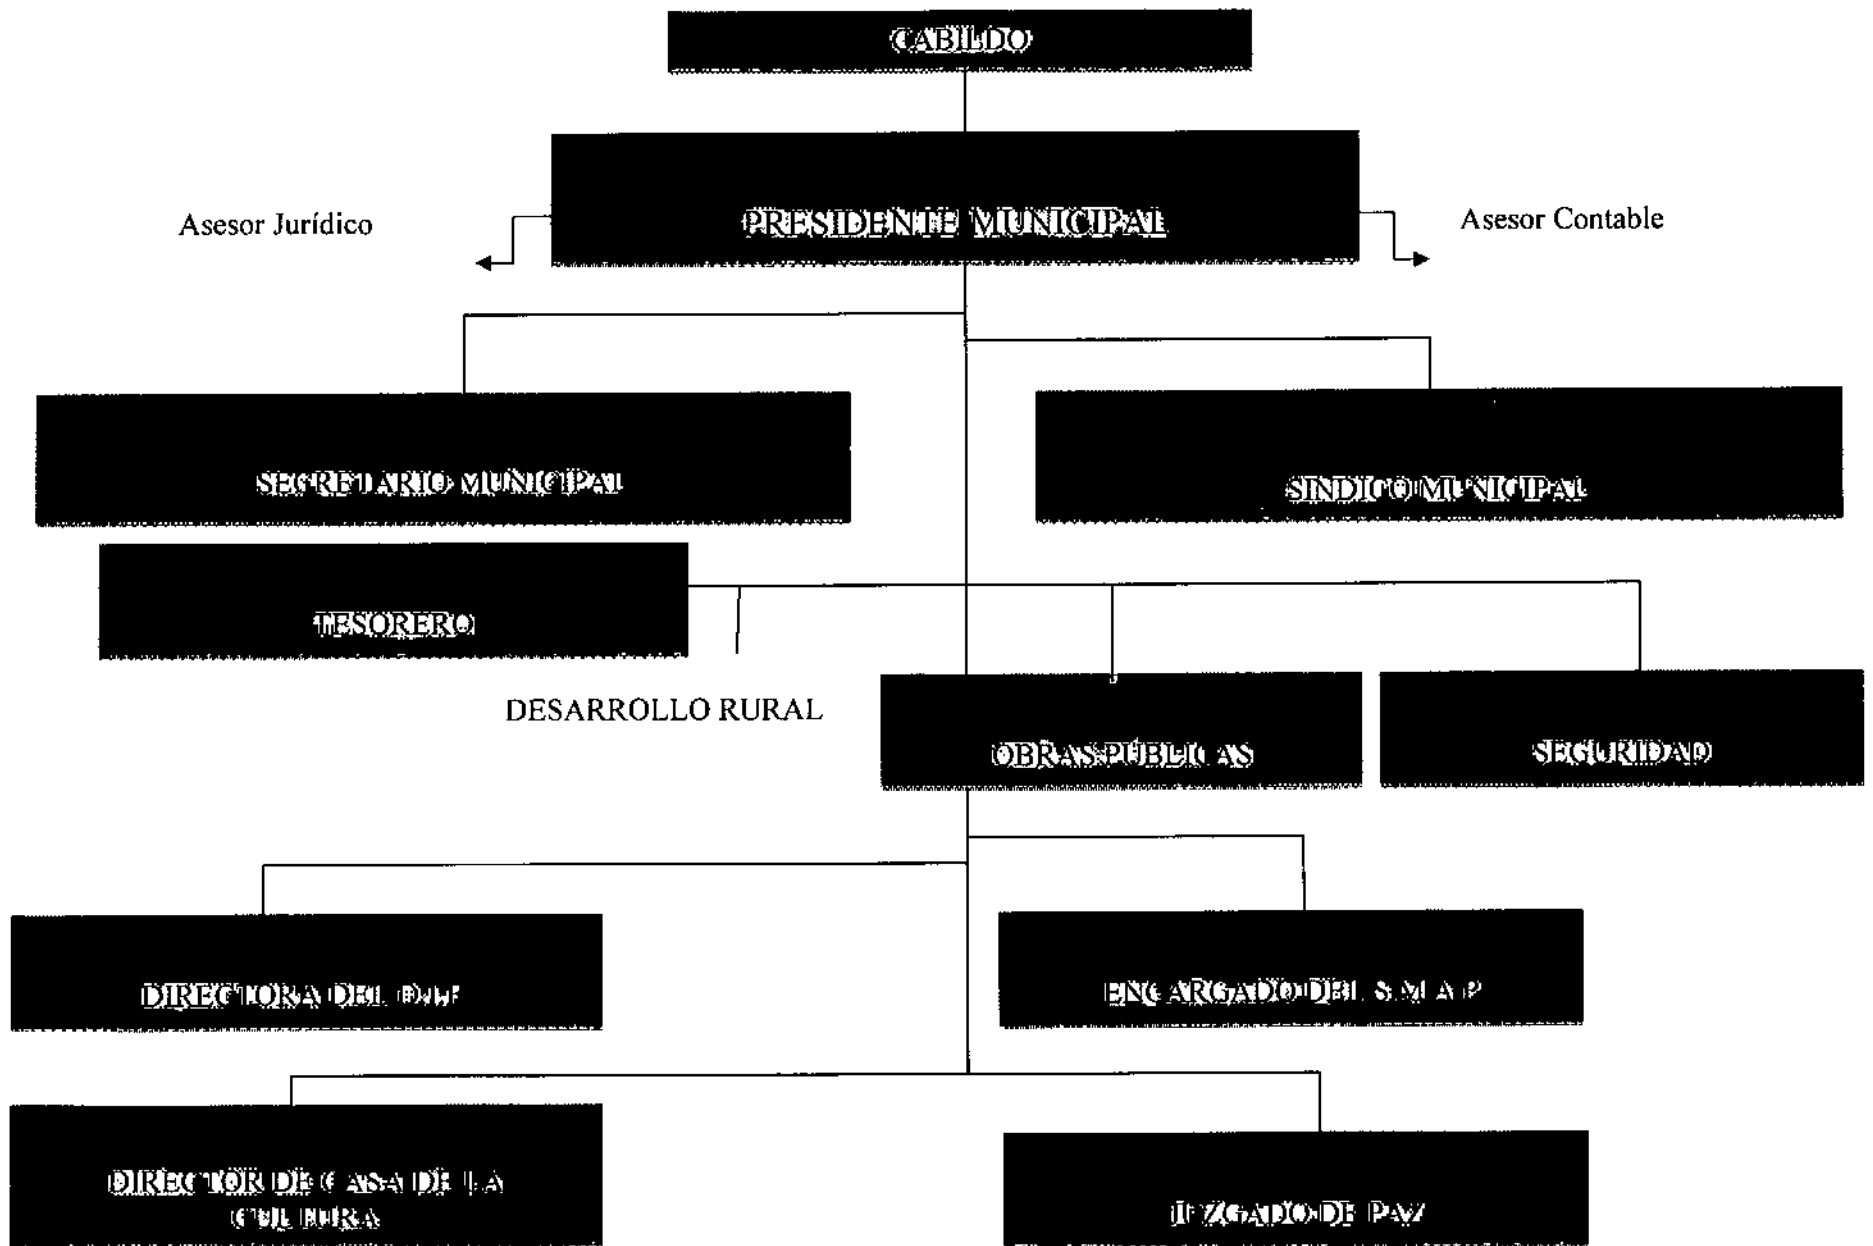 CABILDO
PRESIDENTE MUNICIPAL
Asesor Jurídico
Asesor Contable
SECRETARIO MUNICIPAL
SINDICO MUNICIPAL
TESORERO
DESARROLLO RURAL
OBRAS PÚBLICAS
SEGURIDAD
DIRECTORA DEL D.I.F
ENCARGADO DEL S.M.A.P
DIRECTOR DE CASA DE LA
CULTURA
JUZGADO DE PAZ